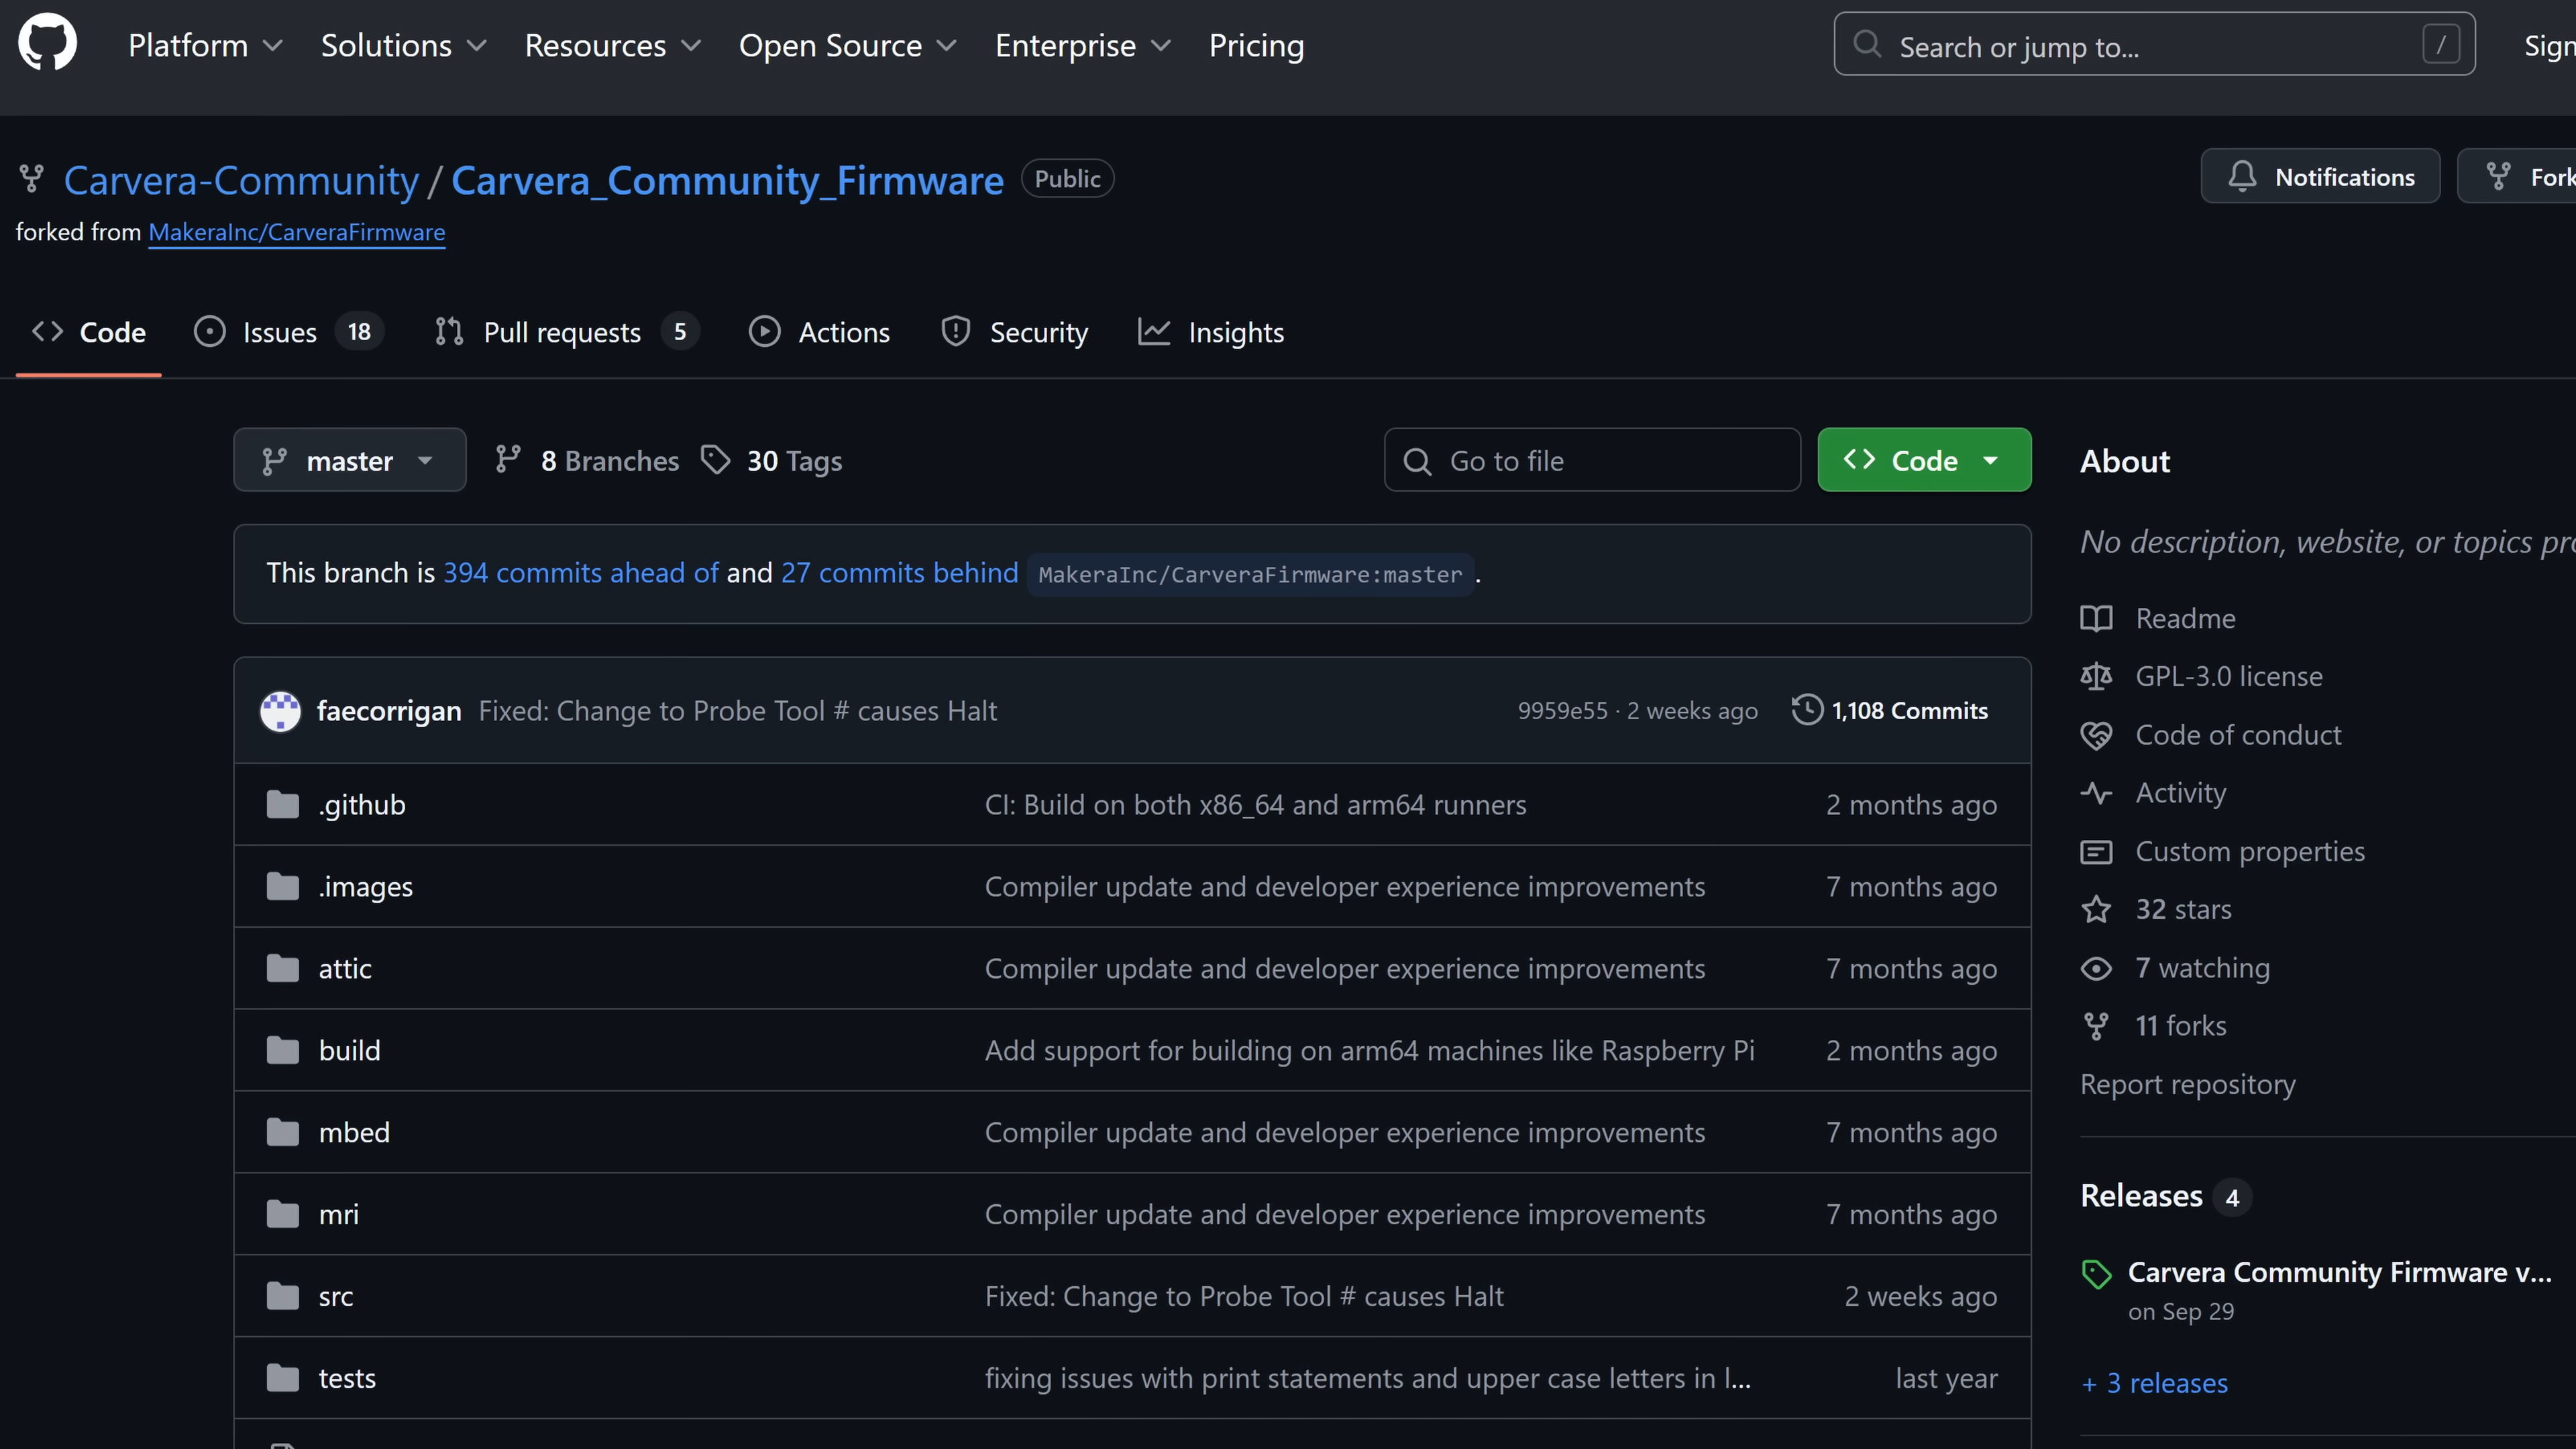 Platform Solutions Resources Open Source Enterprise Pricing Search or jump to... / Sign
Carvera-Community / Carvera_Community_Firmware Public Notifications Fork
forked from MakeraInc/CarveraFirmware
Code Issues 18 Pull requests 5 Actions Security Insights
master 8 Branches 30 Tags Go to file Code
This branch is 394 commits ahead of and 27 commits behind MakeraInc/CarveraFirmware:master .
faecorrigan Fixed: Change to Probe Tool # causes Halt 9959e55 · 2 weeks ago 1,108 Commits
.github CI: Build on both x86_64 and arm64 runners 2 months ago
.images Compiler update and developer experience improvements 7 months ago
attic Compiler update and developer experience improvements 7 months ago
build Add support for building on arm64 machines like Raspberry Pi 2 months ago
mbed Compiler update and developer experience improvements 7 months ago
mri Compiler update and developer experience improvements 7 months ago
src Fixed: Change to Probe Tool # causes Halt 2 weeks ago
tests fixing issues with print statements and upper case letters in l... last year
About
No description, website, or topics pro
Readme
GPL-3.0 license
Code of conduct
Activity
Custom properties
32 stars
7 watching
11 forks
Report repository
Releases 4
Carvera Community Firmware v...
on Sep 29
+ 3 releases